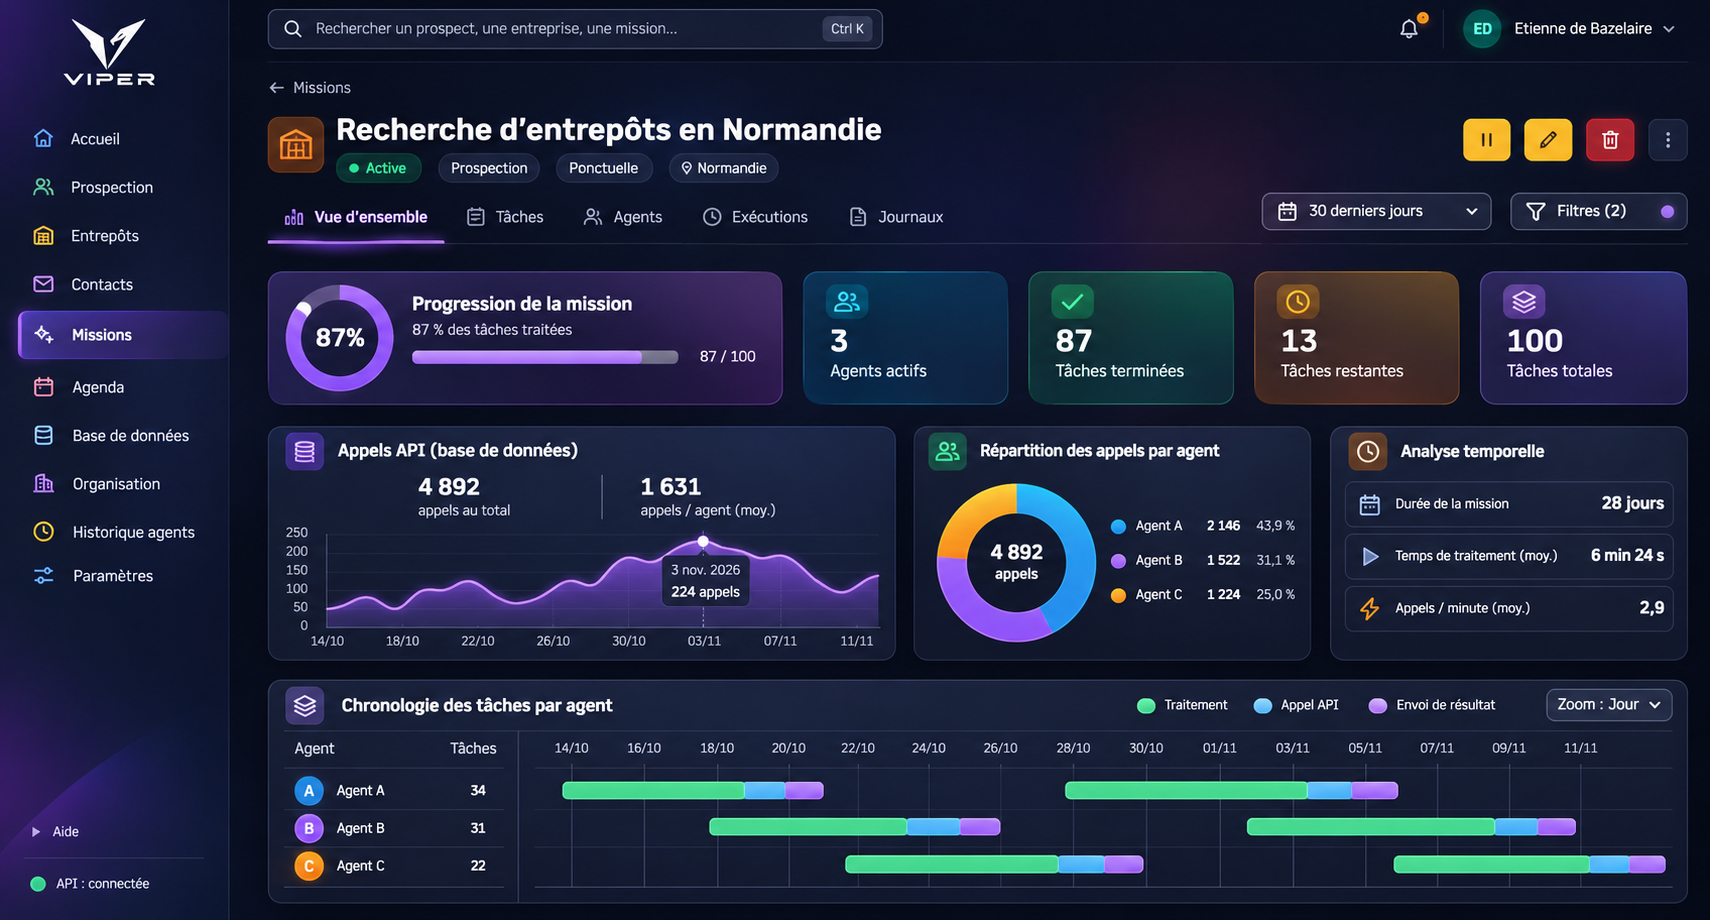 VIPER
Rechercher un prospect, une entreprise, une mission...
Ctrl K
ED
Etienne de Bazelaire
Accueil
Prospection
Entrepôts
Contacts
Missions
Agenda
Base de données
Organisation
Historique agents
Paramètres
Aide
API : connectée
Missions
Recherche d’entrepôts en Normandie
Active
Prospection
Ponctuelle
Normandie
Vue d’ensemble
Tâches
Agents
Exécutions
Journaux
30 derniers jours
Filtres (2)
87%
Progression de la mission
87 % des tâches traitées
87 / 100
3
Agents actifs
87
Tâches terminées
13
Tâches restantes
100
Tâches totales
Appels API (base de données)
4 892
appels au total
1 631
appels / agent (moy.)
250
200
150
100
50
0
3 nov. 2026
224 appels
14/10 18/10 22/10 26/10 30/10 03/11 07/11 11/11
Répartition des appels par agent
4 892
appels
Agent A 2 146 43,9 %
Agent B 1 522 31,1 %
Agent C 1 224 25,0 %
Analyse temporelle
Durée de la mission 28 jours
Temps de traitement (moy.) 6 min 24 s
Appels / minute (moy.) 2,9
Chronologie des tâches par agent
Traitement
Appel API
Envoi de résultat
Zoom : Jour
Agent Tâches
14/10 16/10 18/10 20/10 22/10 24/10 26/10 28/10 30/10 01/11 03/11 05/11 07/11 09/11 11/11
A Agent A 34
B Agent B 31
C Agent C 22